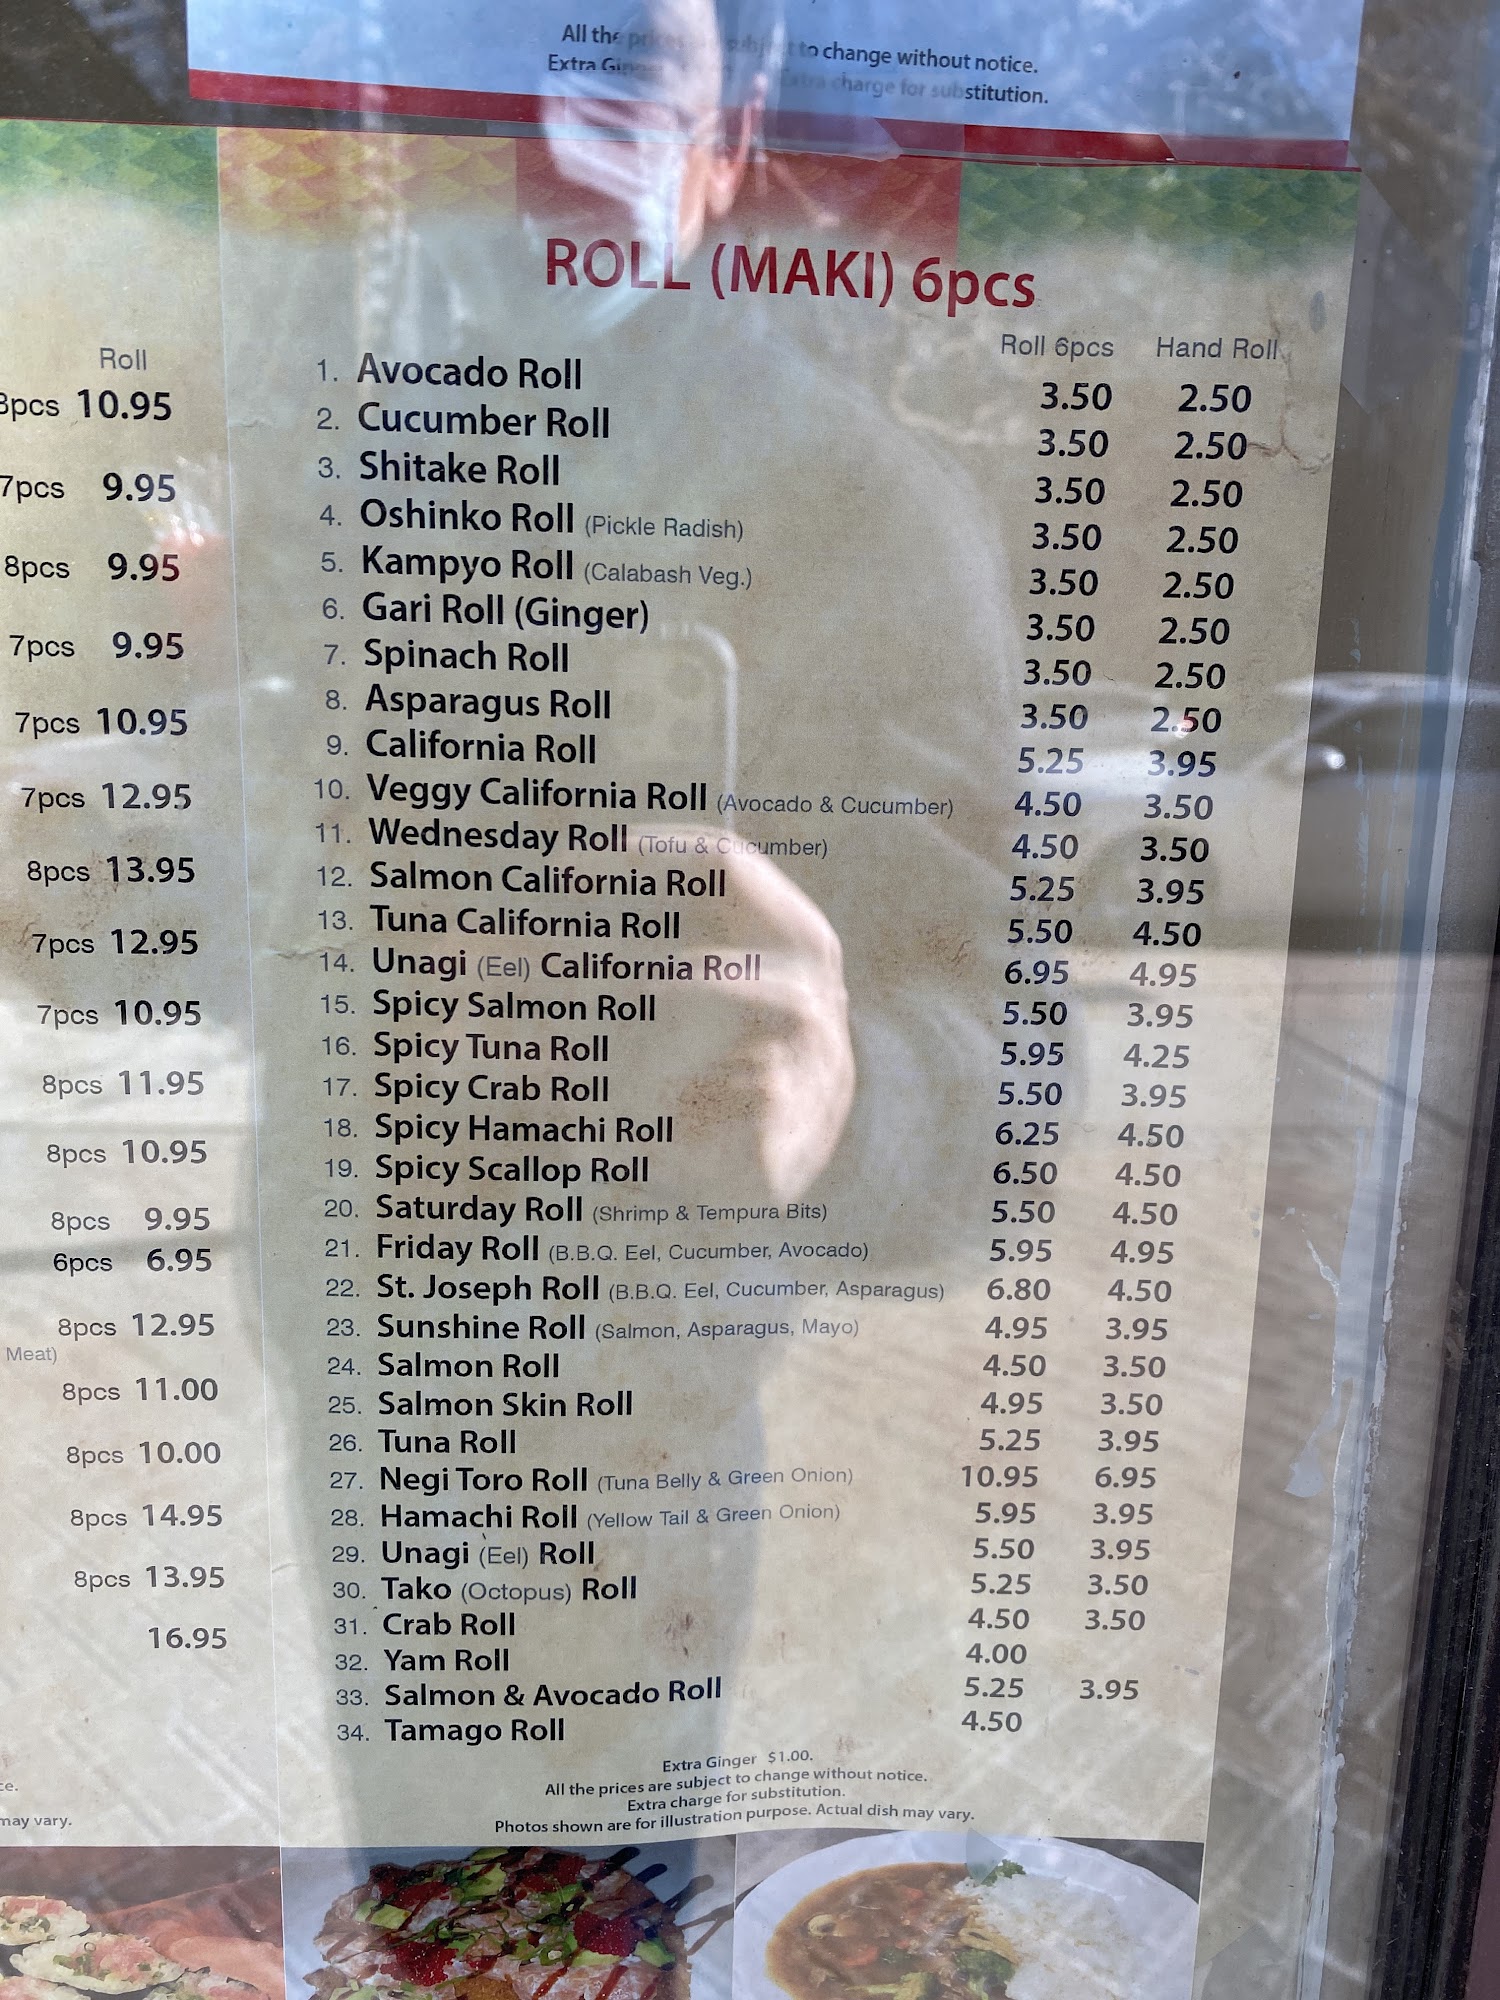 All the prices subject to change without notice.
Extra Ginger Extra charge for substitution.
Roll
8pcs 10.95
7pcs 9.95
8pcs 9.95
7pcs 9.95
7pcs 10.95
7pcs 12.95
8pcs 13.95
7pcs 12.95
7pcs 10.95
8pcs 11.95
8pcs 10.95
8pcs 9.95
6pcs 6.95
8pcs 12.95
Meat)
8pcs 11.00
8pcs 10.00
8pcs 14.95
8pcs 13.95
16.95
may vary.
ROLL (MAKI) 6pcs
Roll 6pcs Hand Roll
1. Avocado Roll 3.50 2.50
2. Cucumber Roll 3.50 2.50
3. Shitake Roll 3.50 2.50
4. Oshinko Roll (Pickle Radish) 3.50 2.50
5. Kampyo Roll (Calabash Veg.) 3.50 2.50
6. Gari Roll (Ginger) 3.50 2.50
7. Spinach Roll 3.50 2.50
8. Asparagus Roll 3.50 2.50
9. California Roll 5.25 3.95
10. Veggy California Roll (Avocado & Cucumber) 4.50 3.50
11. Wednesday Roll (Tofu & Cucumber) 4.50 3.50
12. Salmon California Roll 5.25 3.95
13. Tuna California Roll 5.50 4.50
14. Unagi (Eel) California Roll 6.95 4.95
15. Spicy Salmon Roll 5.50 3.95
16. Spicy Tuna Roll 5.95 4.25
17. Spicy Crab Roll 5.50 3.95
18. Spicy Hamachi Roll 6.25 4.50
19. Spicy Scallop Roll 6.50 4.50
20. Saturday Roll (Shrimp & Tempura Bits) 5.50 4.50
21. Friday Roll (B.B.Q. Eel, Cucumber, Avocado) 5.95 4.95
22. St. Joseph Roll (B.B.Q. Eel, Cucumber, Asparagus) 6.80 4.50
23. Sunshine Roll (Salmon, Asparagus, Mayo) 4.95 3.95
24. Salmon Roll 4.50 3.50
25. Salmon Skin Roll 4.95 3.50
26. Tuna Roll 5.25 3.95
27. Negi Toro Roll (Tuna Belly & Green Onion) 10.95 6.95
28. Hamachi Roll (Yellow Tail & Green Onion) 5.95 3.95
29. Unagi (Eel) Roll 5.50 3.95
30. Tako (Octopus) Roll 5.25 3.50
31. Crab Roll 4.50 3.50
32. Yam Roll 4.00
33. Salmon & Avocado Roll 5.25 3.95
34. Tamago Roll 4.50
Extra Ginger $1.00.
All the prices are subject to change without notice.
Extra charge for substitution.
Photos shown are for illustration purpose. Actual dish may vary.